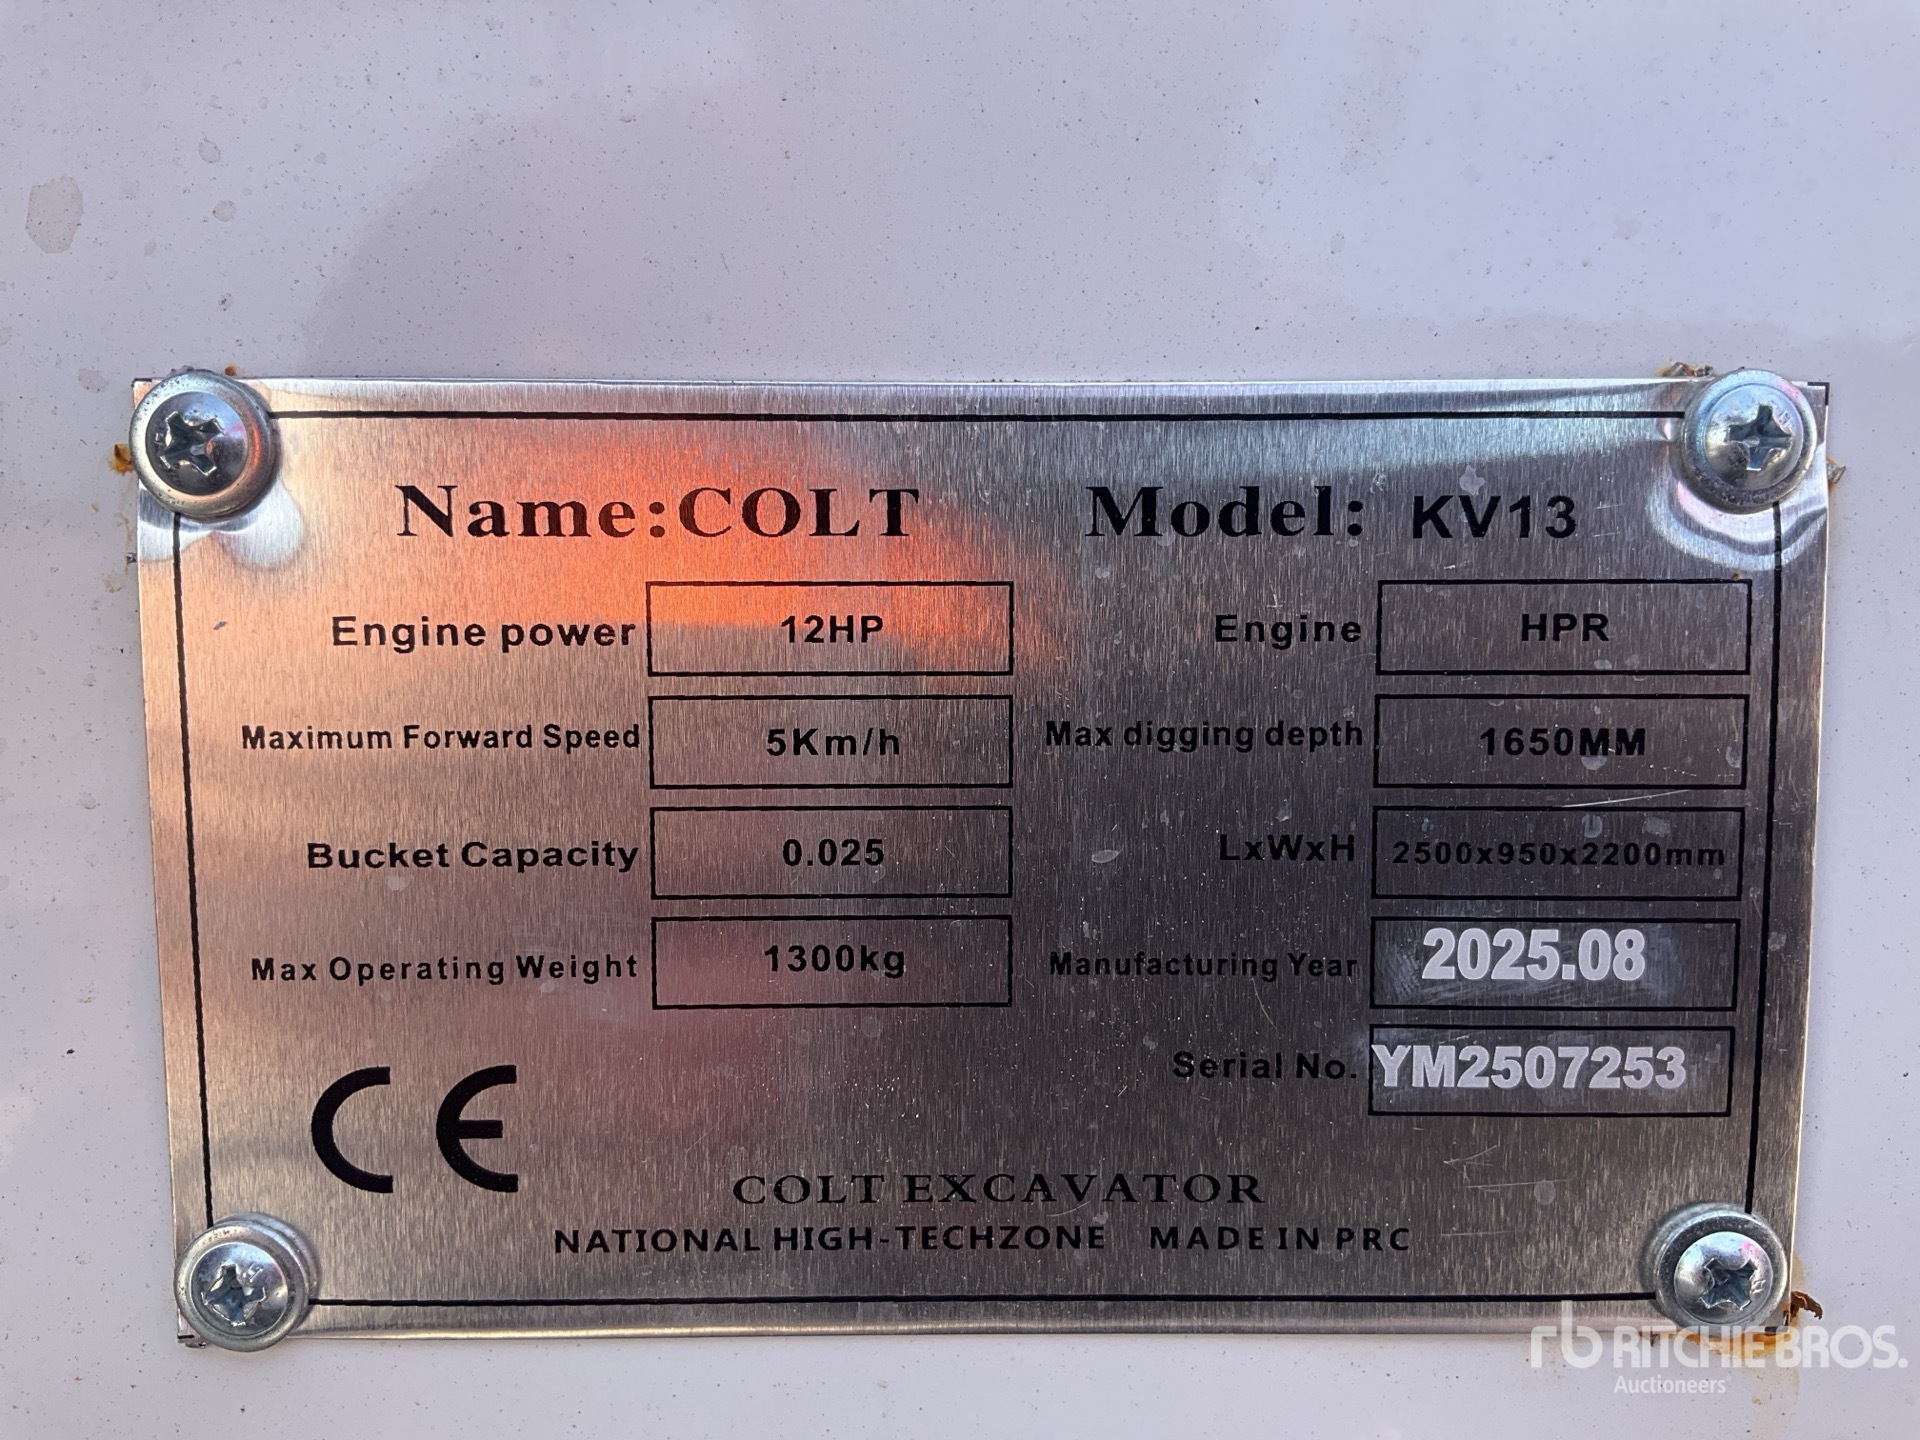 Name:COLT Model: KV13
Engine power 12HP Engine HPR
Maximum Forward Speed 5Km/h Max digging depth 1650MM
Bucket Capacity 0.025 LxWxH 2500x950x2200mm
Max Operating Weight 1300kg Manufacturing Year 2025.08
Serial No. YM2507253
CE
COLT EXCAVATOR
NATIONAL HIGH-TECHZONE MADE IN PRC
rb RITCHIE BROS.
Auctioneers